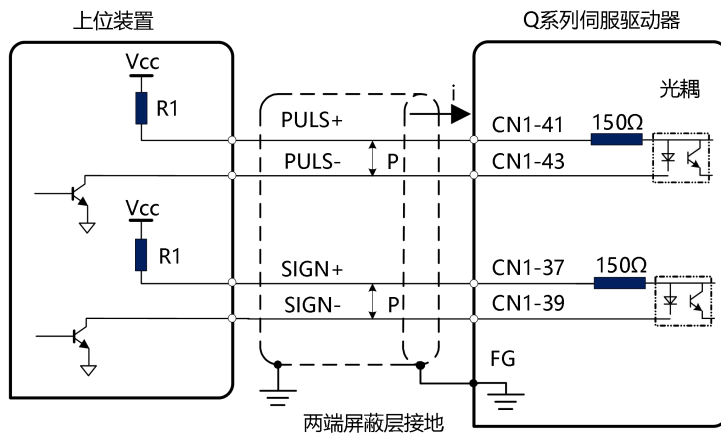 上位装置
Q系列伺服驱动器
Vcc
R1
i
光耦
PULS+
CN1-41
150Ω
PULS-
P
CN1-43
Vcc
R1
SIGN+
CN1-37
150Ω
SIGN-
P
CN1-39
FG
两端屏蔽层接地